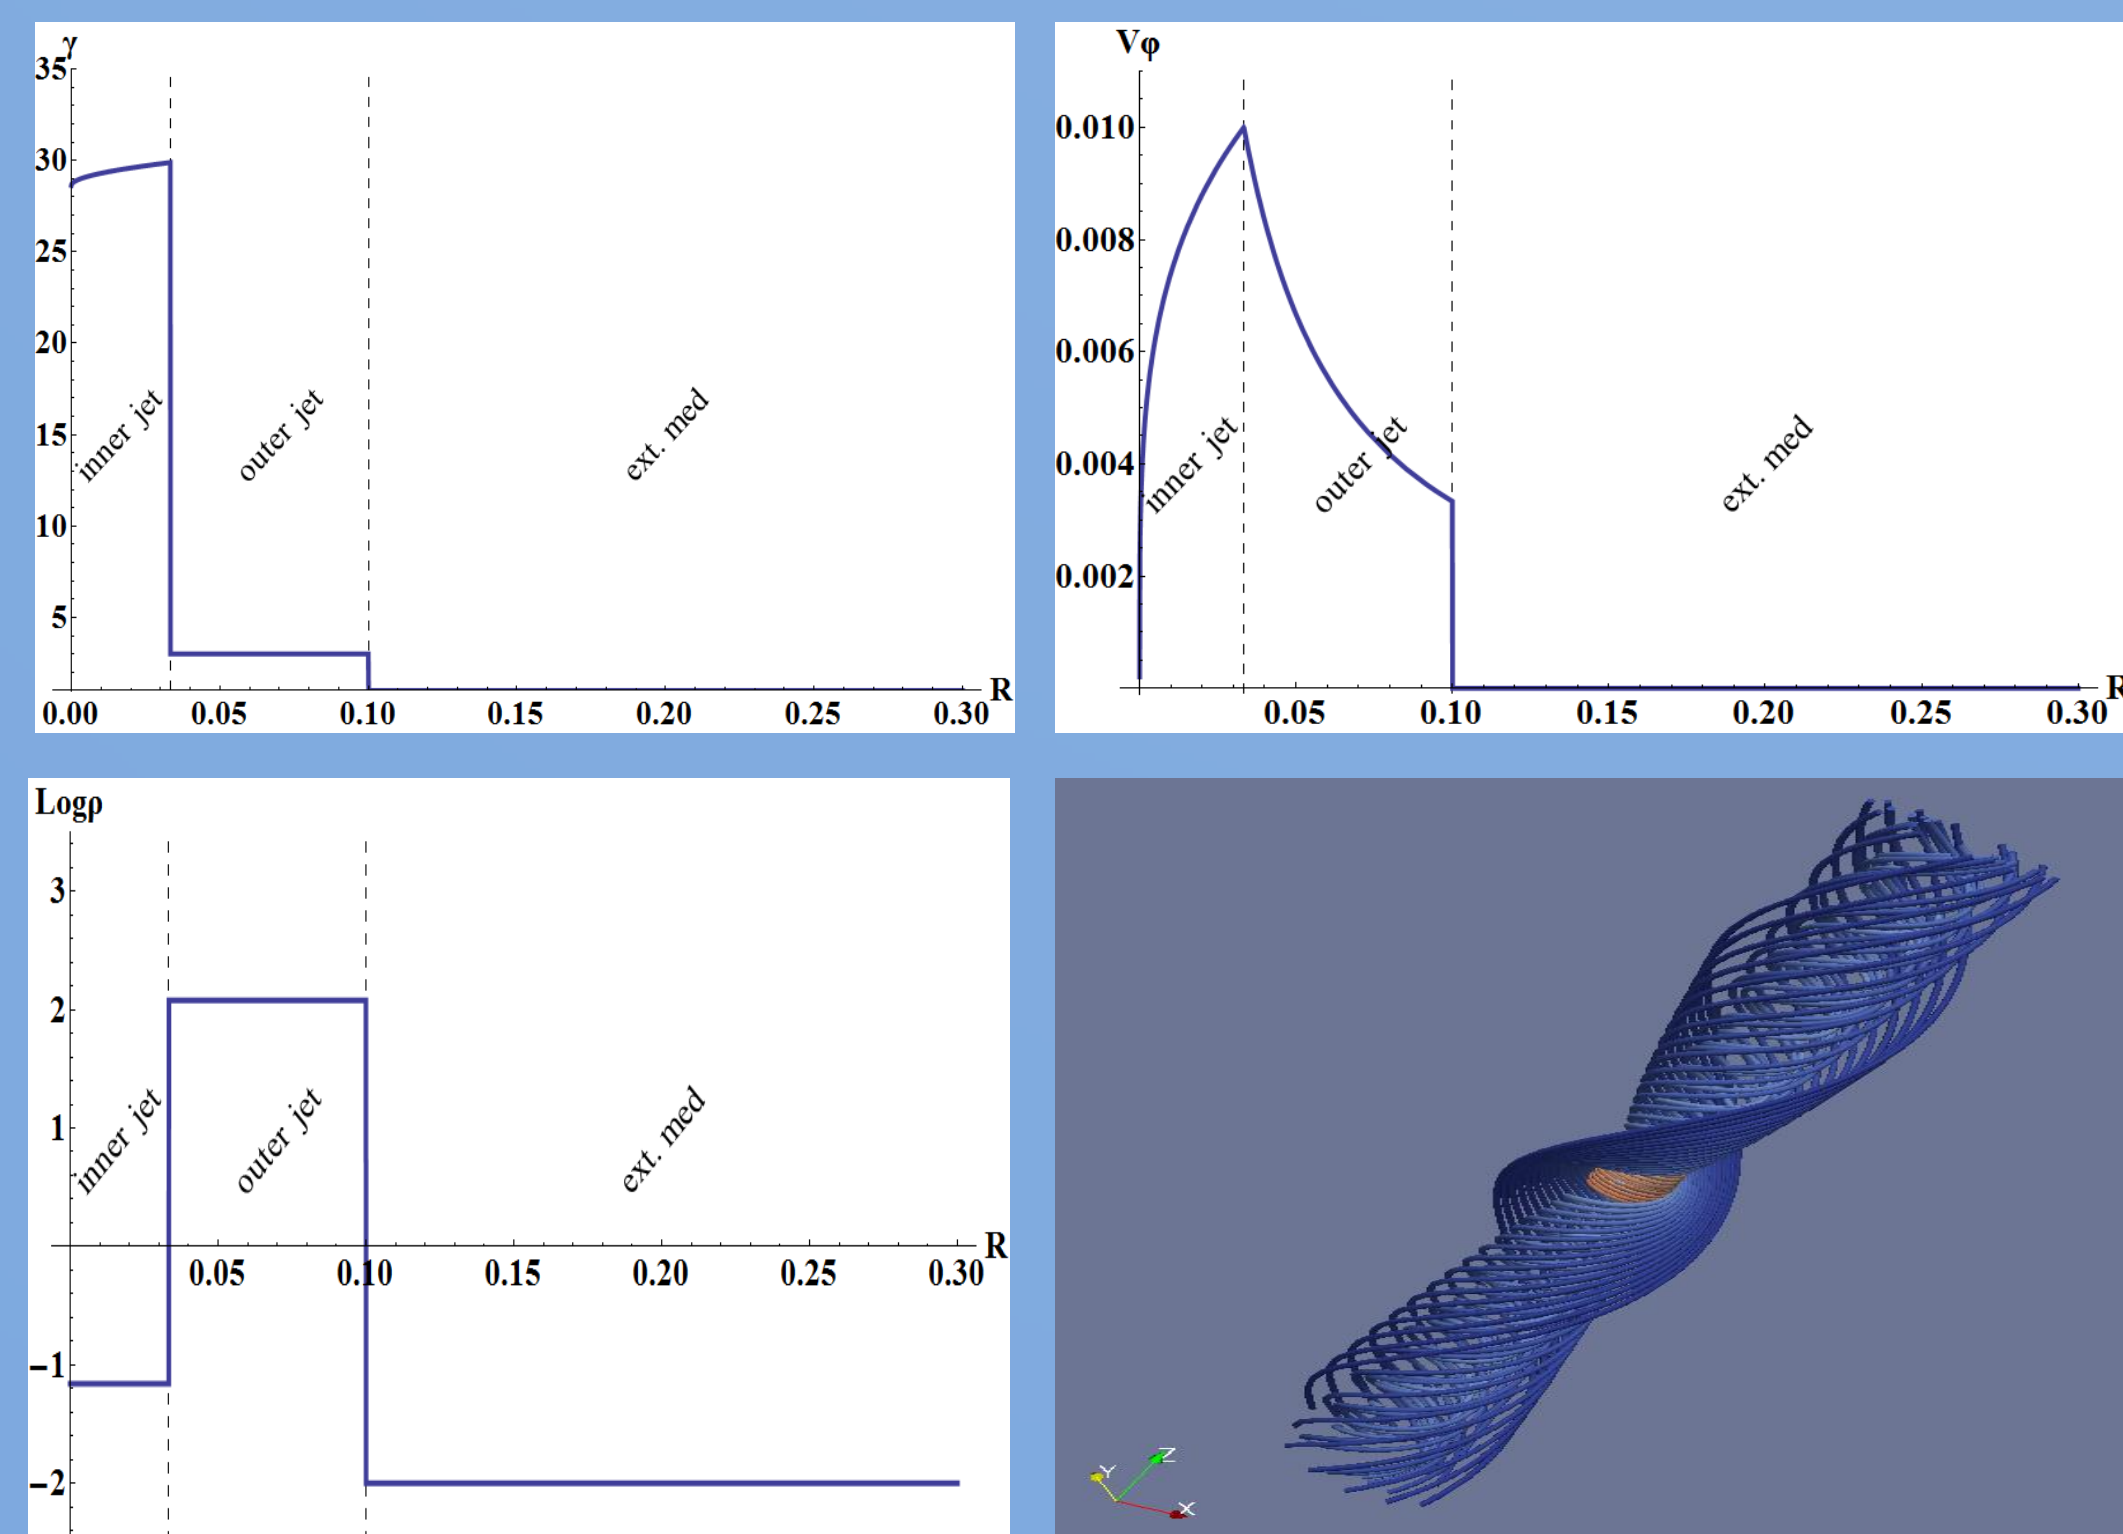 γ
35
30
25
20
15
10
5
inner jet
outer jet
ext. med
R
0.00 0.05 0.10 0.15 0.20 0.25 0.30
Vφ
0.010
0.008
0.006
0.004
0.002
inner jet
outer jet
ext. med
R
0.05 0.10 0.15 0.20 0.25 0.30
Logρ
3
2
1
inner jet
outer jet
ext. med
R
0.05 0.10 0.15 0.20 0.25 0.30
−1
−2
Y
Z
X